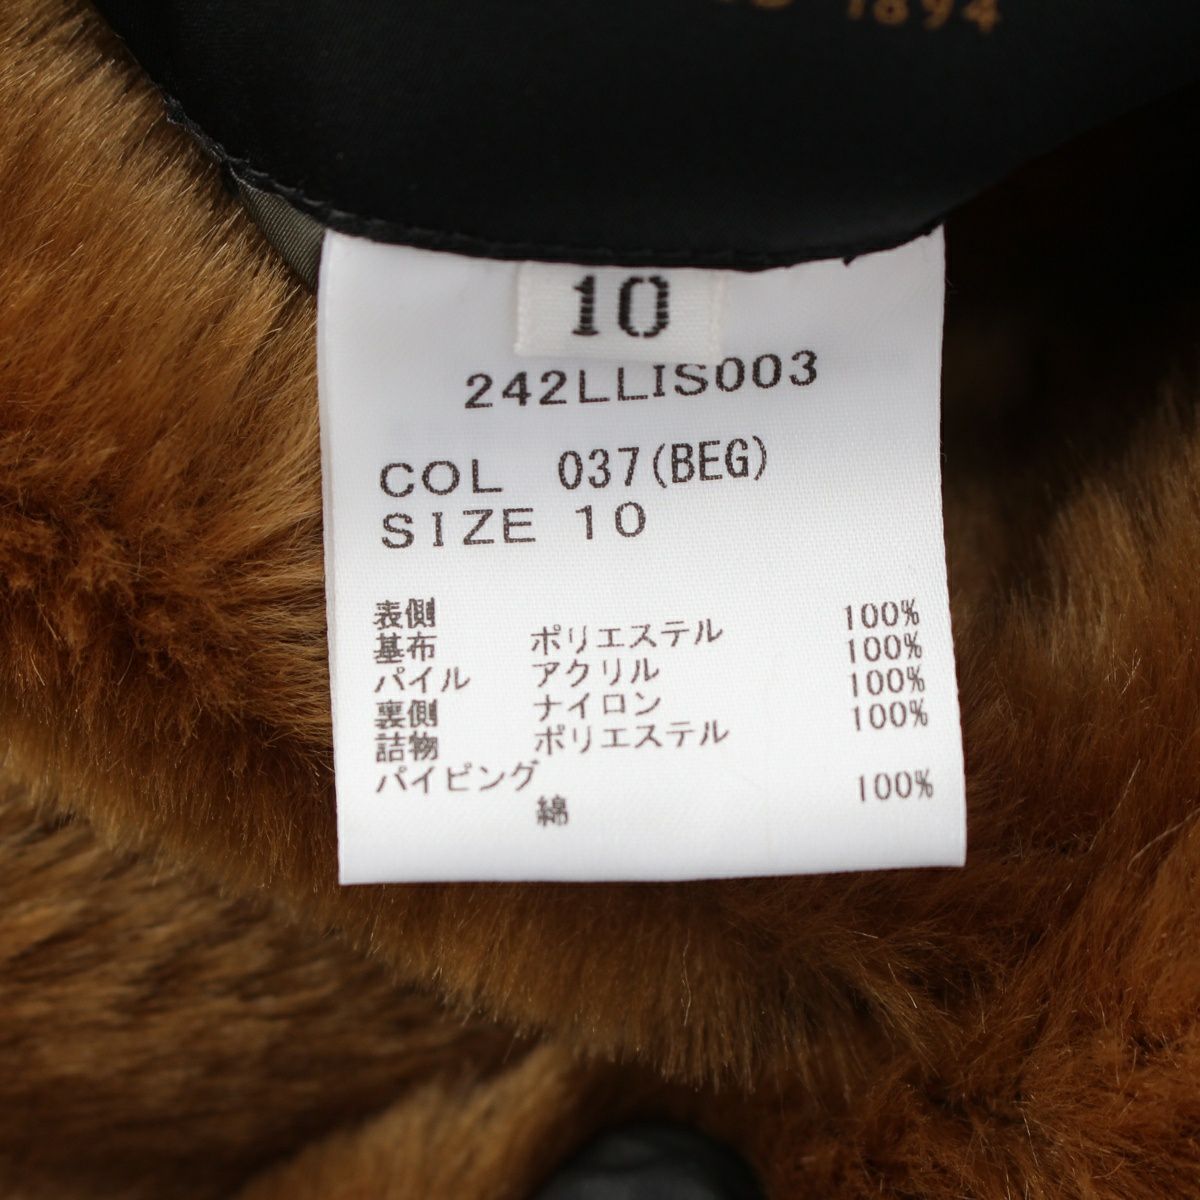 1894
10
242LLIS003
COL 037(BEG)
SIZE 10
表側
基布 ポリエステル 100%
パイル アクリル 100%
裏側 ナイロン 100%
詰物 ポリエステル 100%
パイピング
綿 100%